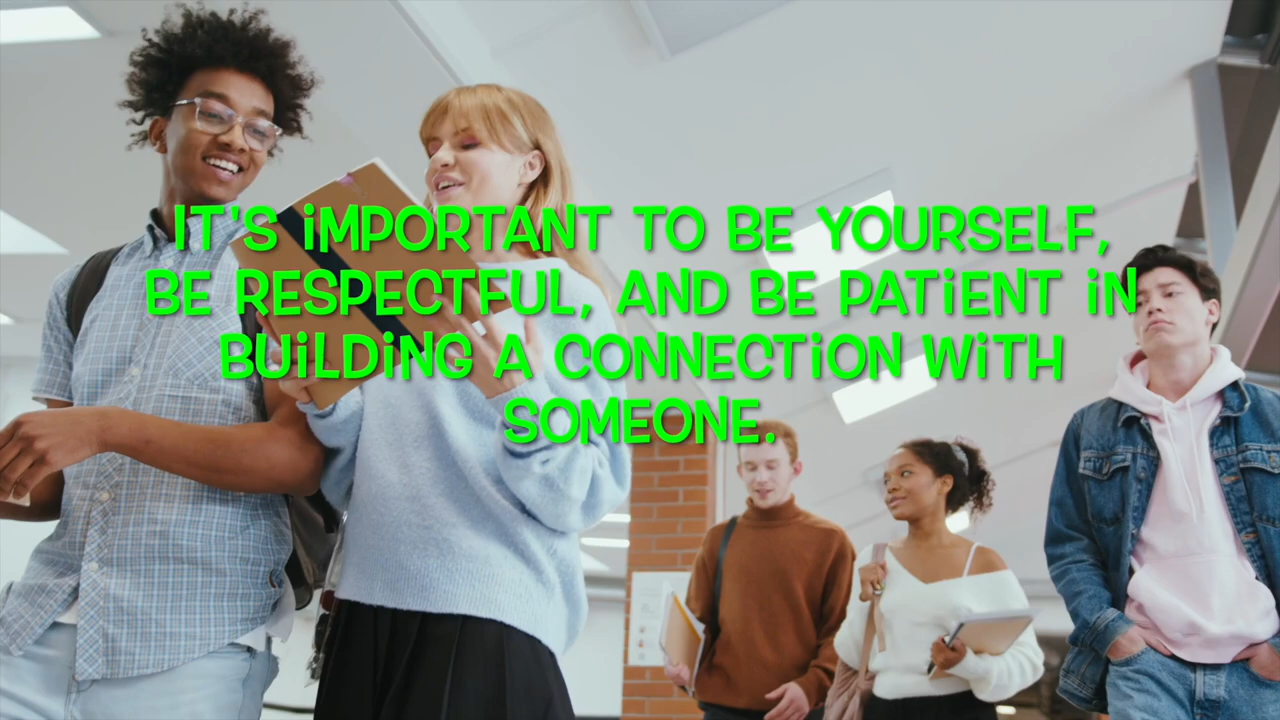 IT'S iMPORTANT TO BE YOURSELF,
BE RESPECTFUL, AND BE PATiENT iN
BUiLDiNG A CONNECTiON WiTH
SOMEONE.